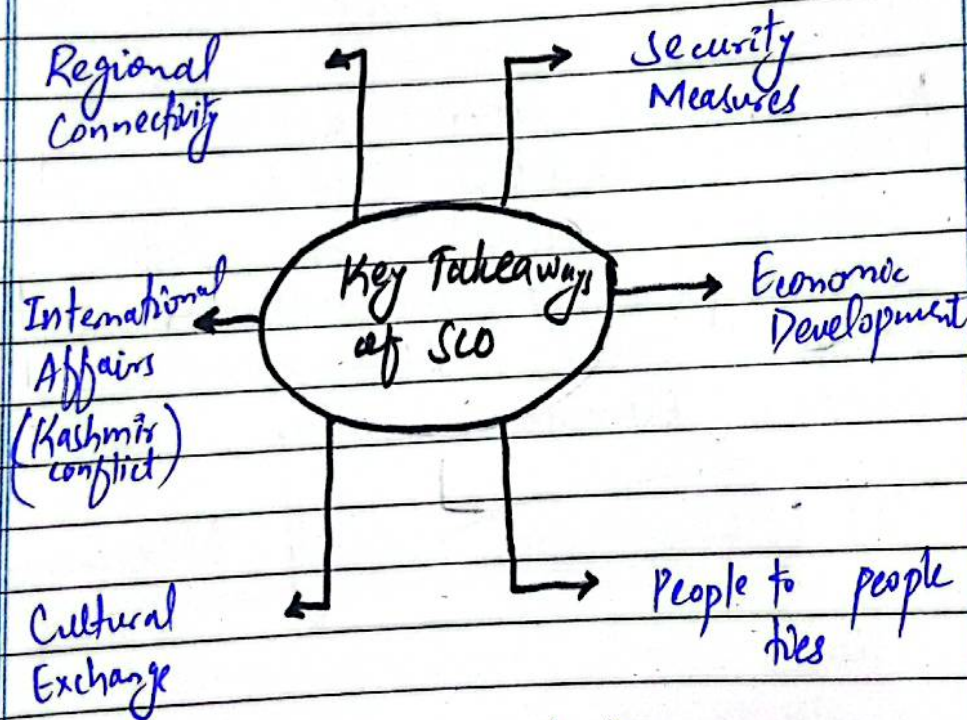 Regional
Connectivity
Security
Measures
Key Takeaways
of SCO
International
Affairs
(Kashmir
conflict)
Economic
Development
Cultural
Exchange
People to people
ties